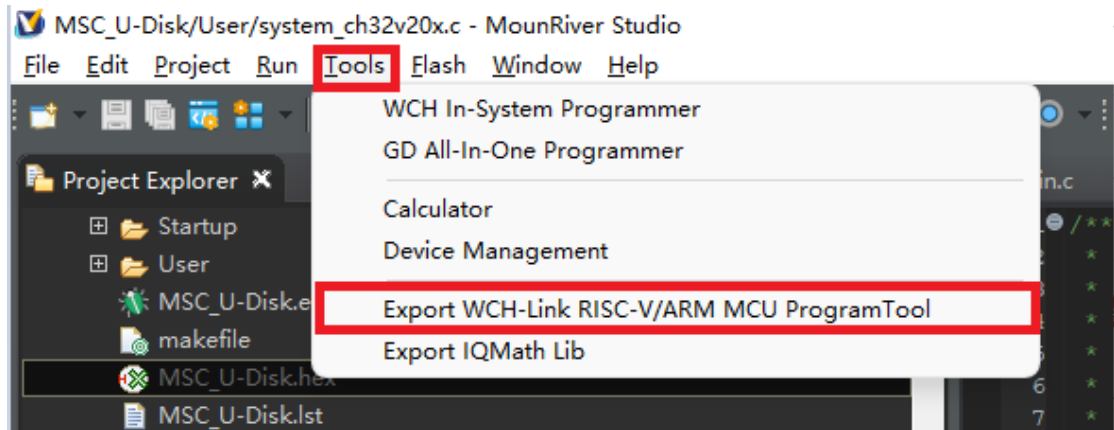 MSC_U-Disk/User/system_ch32v20x.c - MounRiver Studio
File Edit Project Run Tools Flash Window Help
WCH In-System Programmer
GD All-In-One Programmer
Project Explorer
in.c
Calculator
Startup
/**
Device Management
2 *
User
MSC_U-Disk.e
Export WCH-Link RISC-V/ARM MCU ProgramTool
makefile
Export IQMath Lib
MSC_U-Disk.hex
6 *
MSC_U-Disk.lst
7 *